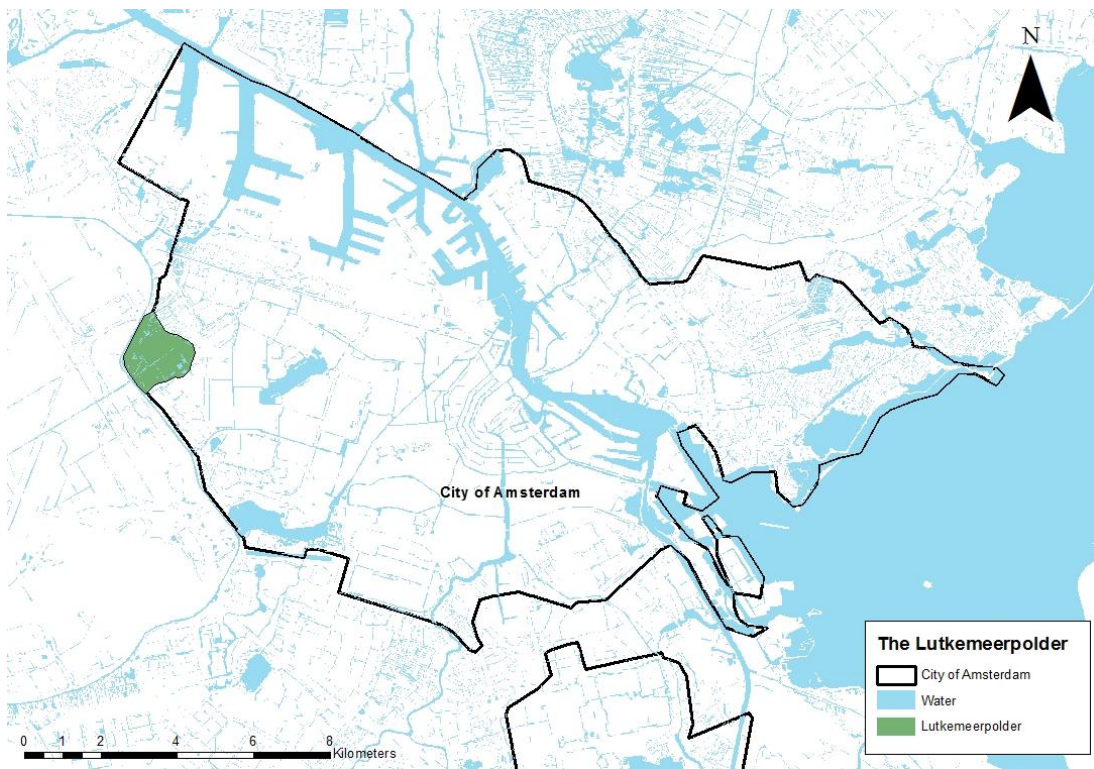 N
City of Amsterdam
The Lutkemeerpolder
City of Amsterdam
Water
Lutkemeerpolder
0 1 2 4 6 8
Kilometers